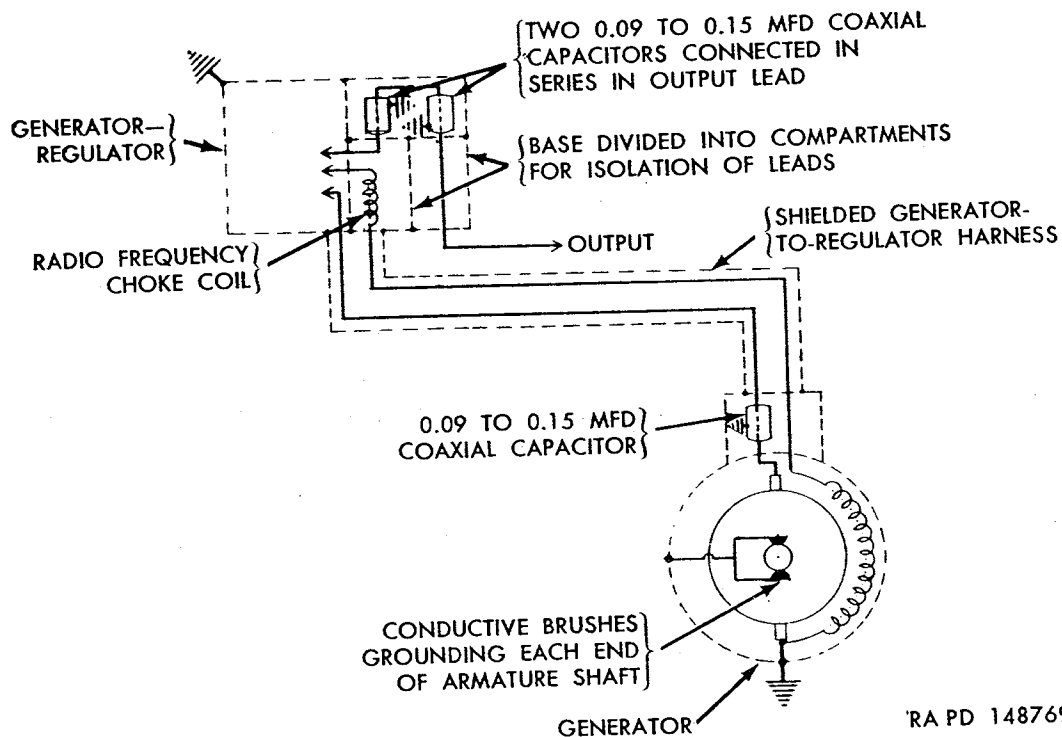 TWO 0.09 TO 0.15 MFD COAXIAL
CAPACITORS CONNECTED IN
SERIES IN OUTPUT LEAD
GENERATOR—
REGULATOR
BASE DIVIDED INTO COMPARTMENTS
FOR ISOLATION OF LEADS
SHIELDED GENERATOR-
TO-REGULATOR HARNESS
OUTPUT
RADIO FREQUENCY
CHOKE COIL
0.09 TO 0.15 MFD
COAXIAL CAPACITOR
CONDUCTIVE BRUSHES
GROUNDING EACH END
OF ARMATURE SHAFT
GENERATOR
RA PD